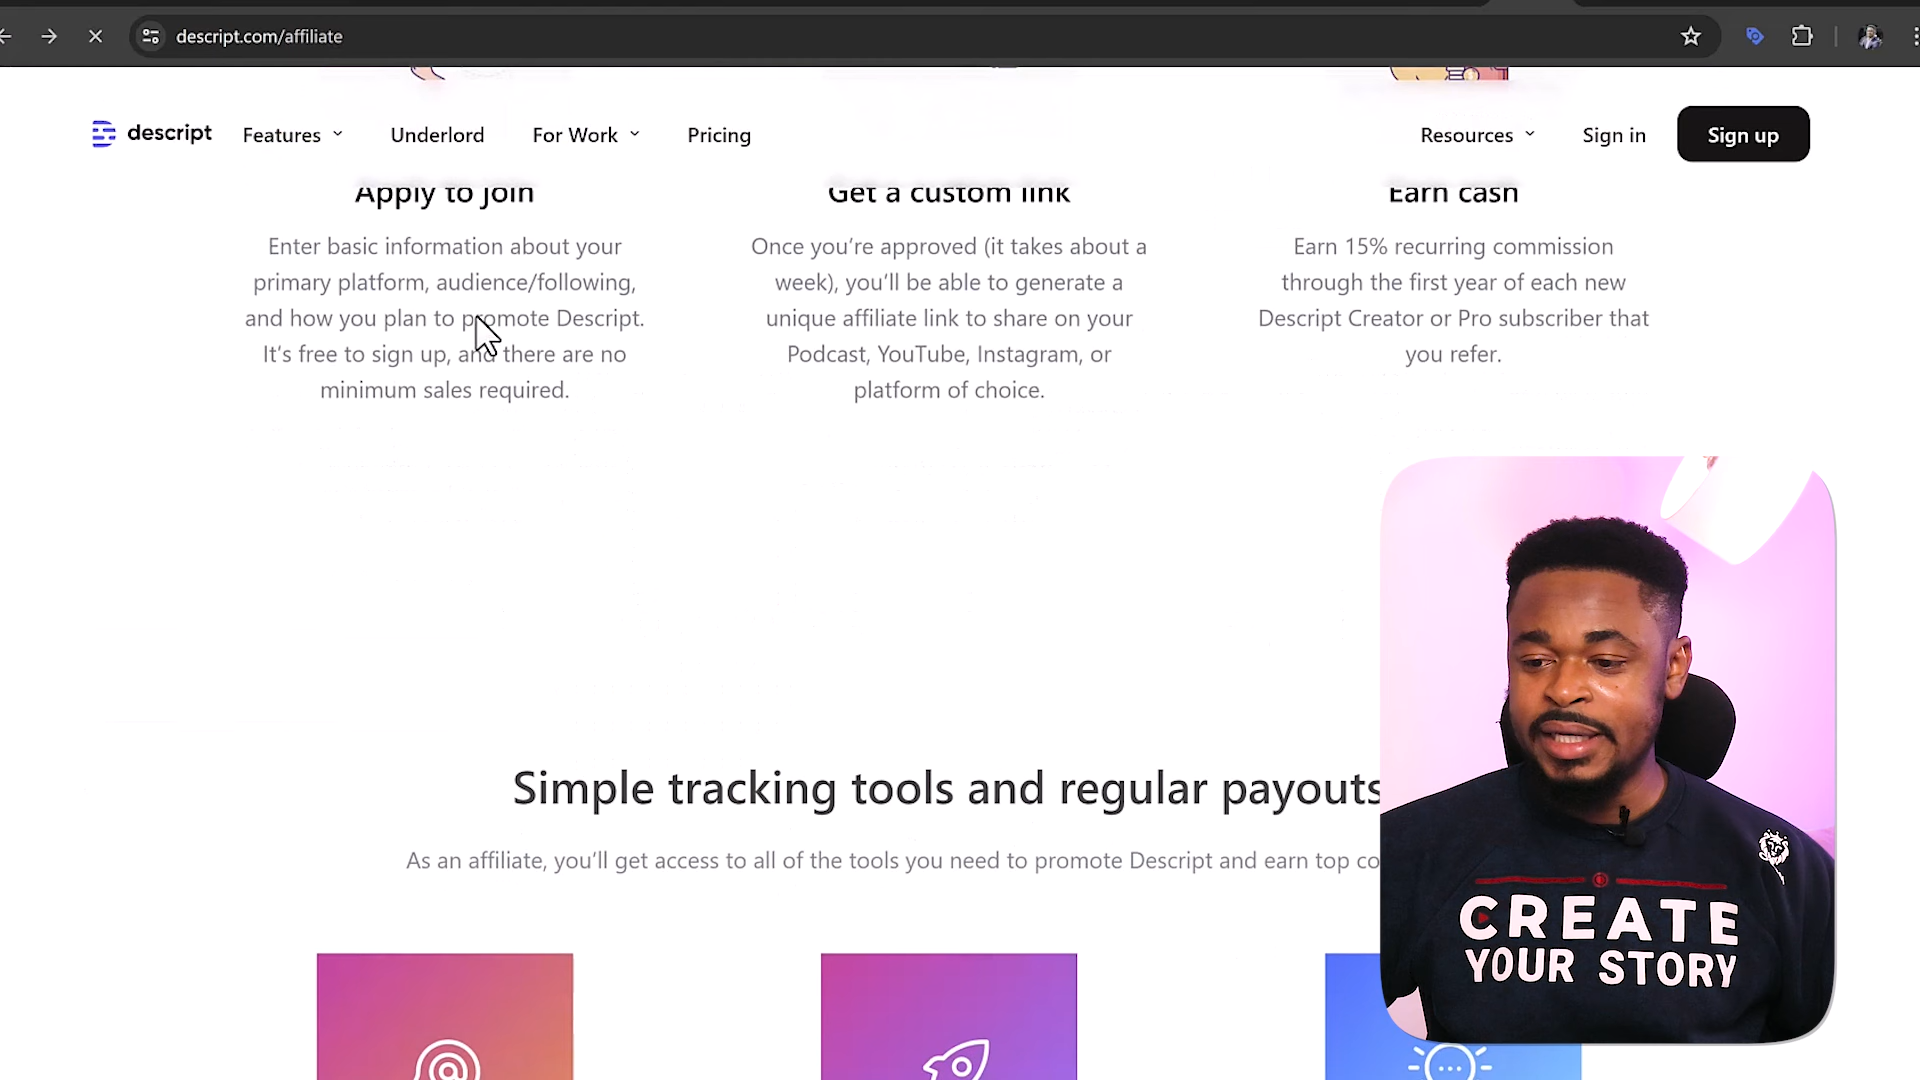 descript.com/affiliate
descript Features Underlord For Work Pricing Resources Sign in Sign up
Apply to join
Enter basic information about your
primary platform, audience/following,
and how you plan to promote Descript.
It’s free to sign up, and there are no
minimum sales required.
Get a custom link
Once you’re approved (it takes about a
week), you’ll be able to generate a
unique affiliate link to share on your
Podcast, YouTube, Instagram, or
platform of choice.
Earn cash
Earn 15% recurring commission
through the first year of each new
Descript Creator or Pro subscriber that
you refer.
Simple tracking tools and regular payouts
As an affiliate, you’ll get access to all of the tools you need to promote Descript and earn top
CREATE
YOUR STORY